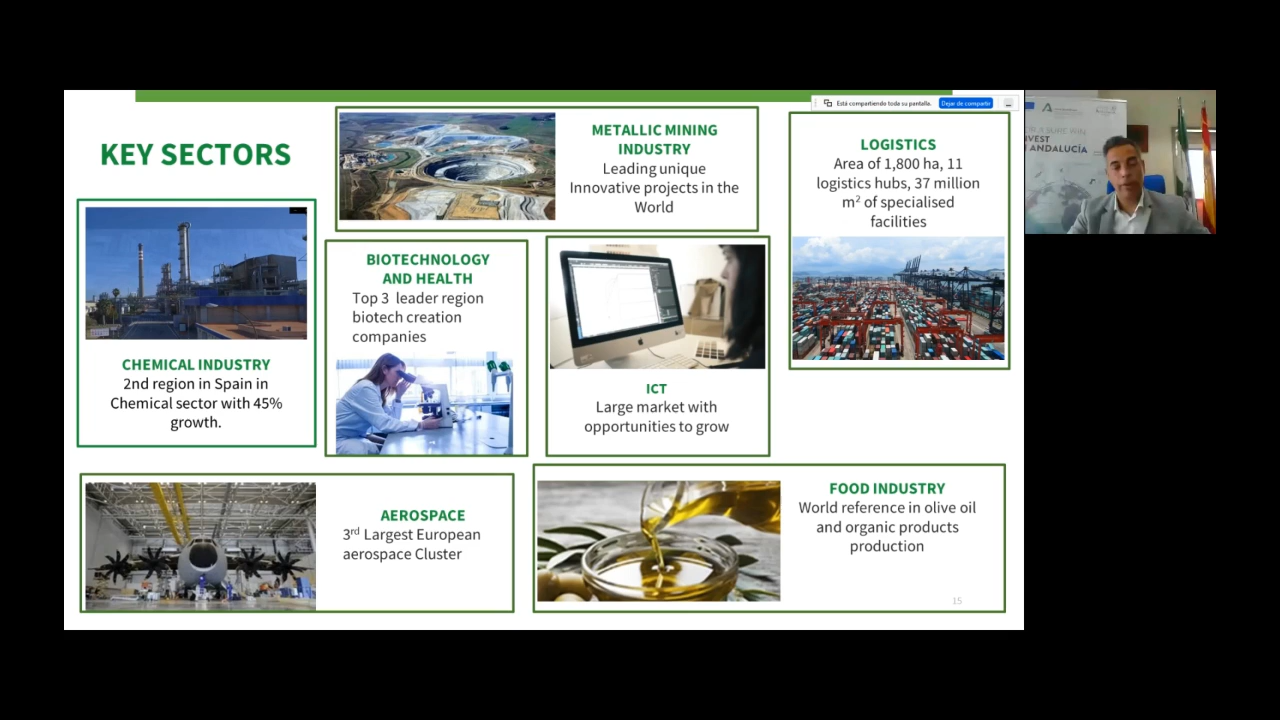 KEY SECTORS
METALLIC MINING
INDUSTRY
Leading unique
Innovative projects in the
World
Está compartiendo toda su pantalla.
Dejar de compartir
LOGISTICS
Area of 1,800 ha, 11
logistics hubs, 37 million
m² of specialised
facilities
CHEMICAL INDUSTRY
2nd region in Spain in
Chemical sector with 45%
growth.
BIOTECHNOLOGY
AND HEALTH
Top 3 leader region
biotech creation
companies
ICT
Large market with
opportunities to grow
AEROSPACE
3rd Largest European
aerospace Cluster
FOOD INDUSTRY
World reference in olive oil
and organic products
production
15
ANDALUCÍA